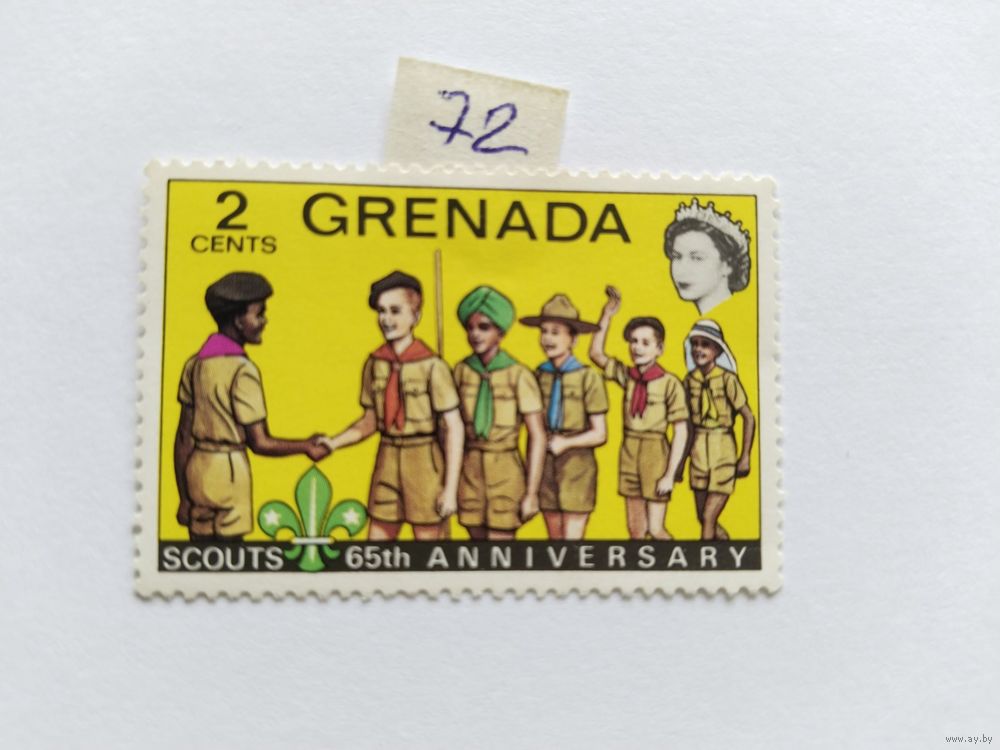 72
2 GRENADA
CENTS
SCOUTS 65th ANNIVERSARY
www.ay.by